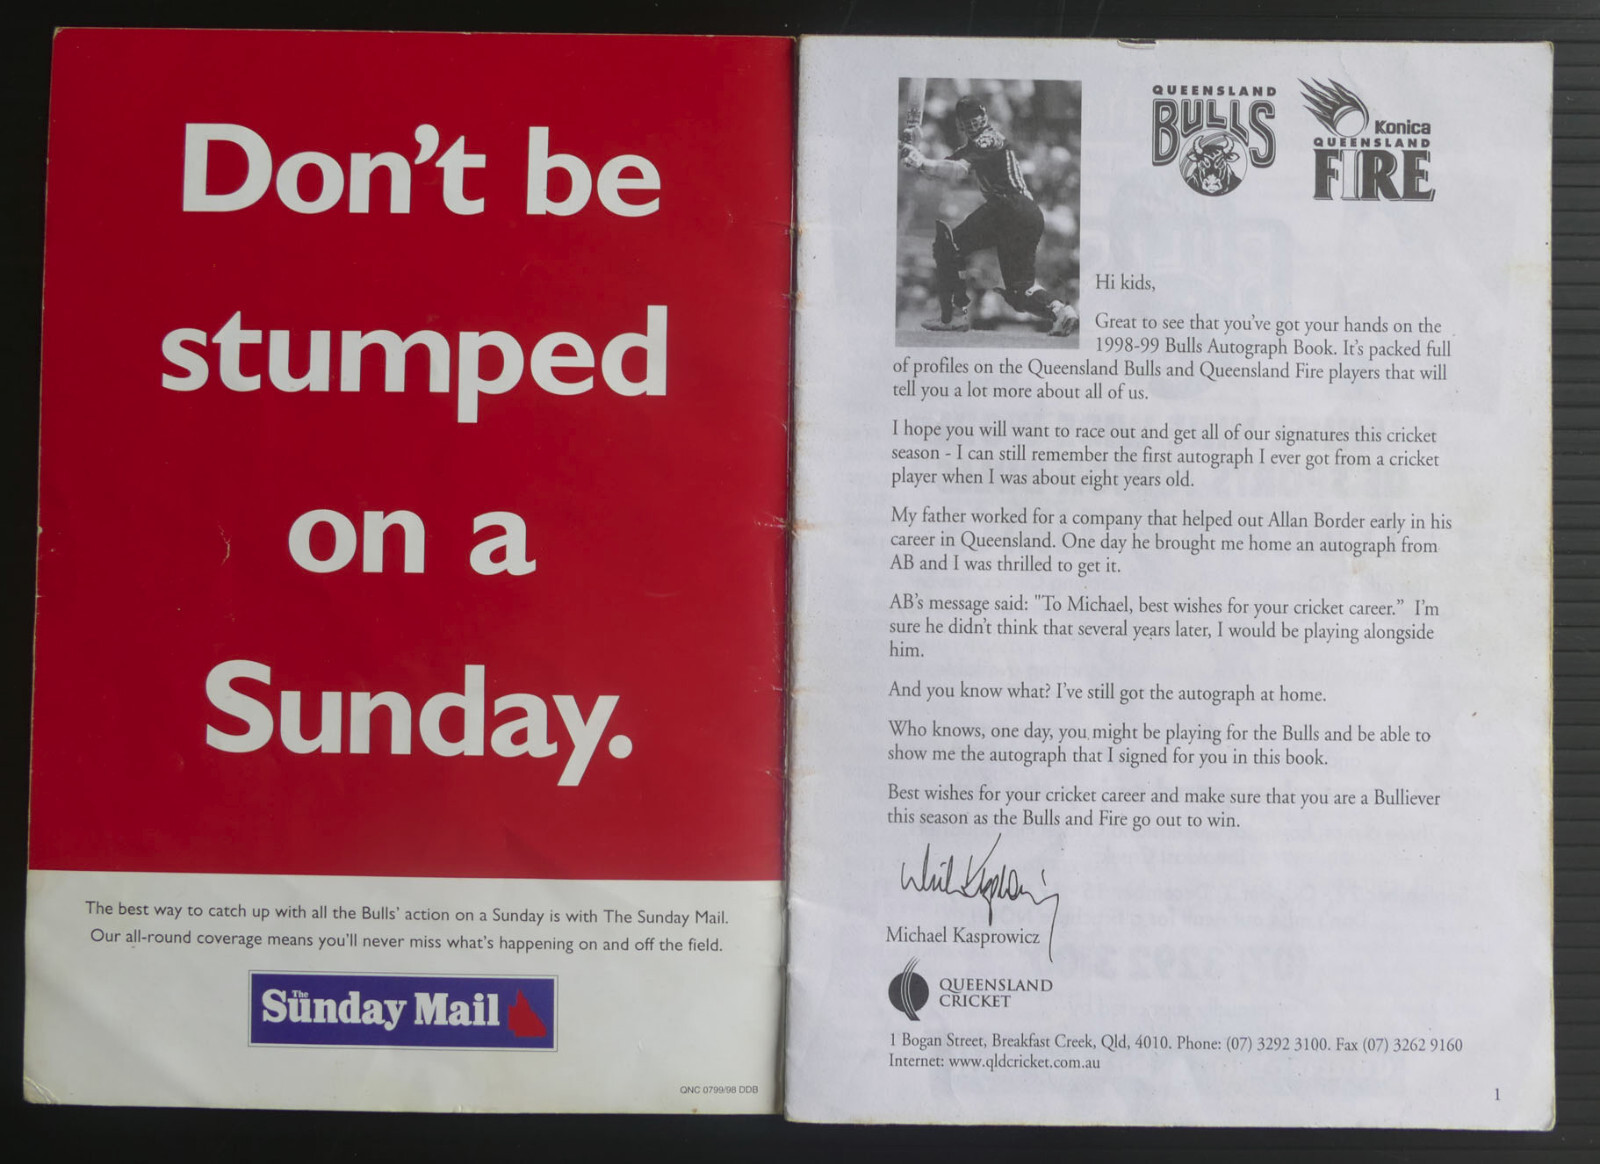 Don't be
stumped
on a
Sunday.
The best way to catch up with all the Bulls' action on a Sunday is with The Sunday Mail.
Our all-round coverage means you'll never miss what's happening on and off the field.
The Sunday Mail
QNC 0799/98 DDB
QUEENSLAND
BULLS
Konica
QUEENSLAND
FIRE
Hi kids,
Great to see that you've got your hands on the
1998-99 Bulls Autograph Book. It's packed full
of profiles on the Queensland Bulls and Queensland Fire players that will
tell you a lot more about all of us.
I hope you will want to race out and get all of our signatures this cricket
season - I can still remember the first autograph I ever got from a cricket
player when I was about eight years old.
My father worked for a company that helped out Allan Border early in his
career in Queensland. One day he brought me home an autograph from
AB and I was thrilled to get it.
AB's message said: "To Michael, best wishes for your cricket career.” I'm
sure he didn't think that several years later, I would be playing alongside
him.
And you know what? I've still got the autograph at home.
Who knows, one day, you might be playing for the Bulls and be able to
show me the autograph that I signed for you in this book.
Best wishes for your cricket career and make sure that you are a Bulliever
this season as the Bulls and Fire go out to win.
Michael Kasprowicz
QUEENSLAND
CRICKET
1 Bogan Street, Breakfast Creek, Qld, 4010. Phone: (07) 3292 3100. Fax (07) 3262 9160
Internet: www.qldcricket.com.au
1